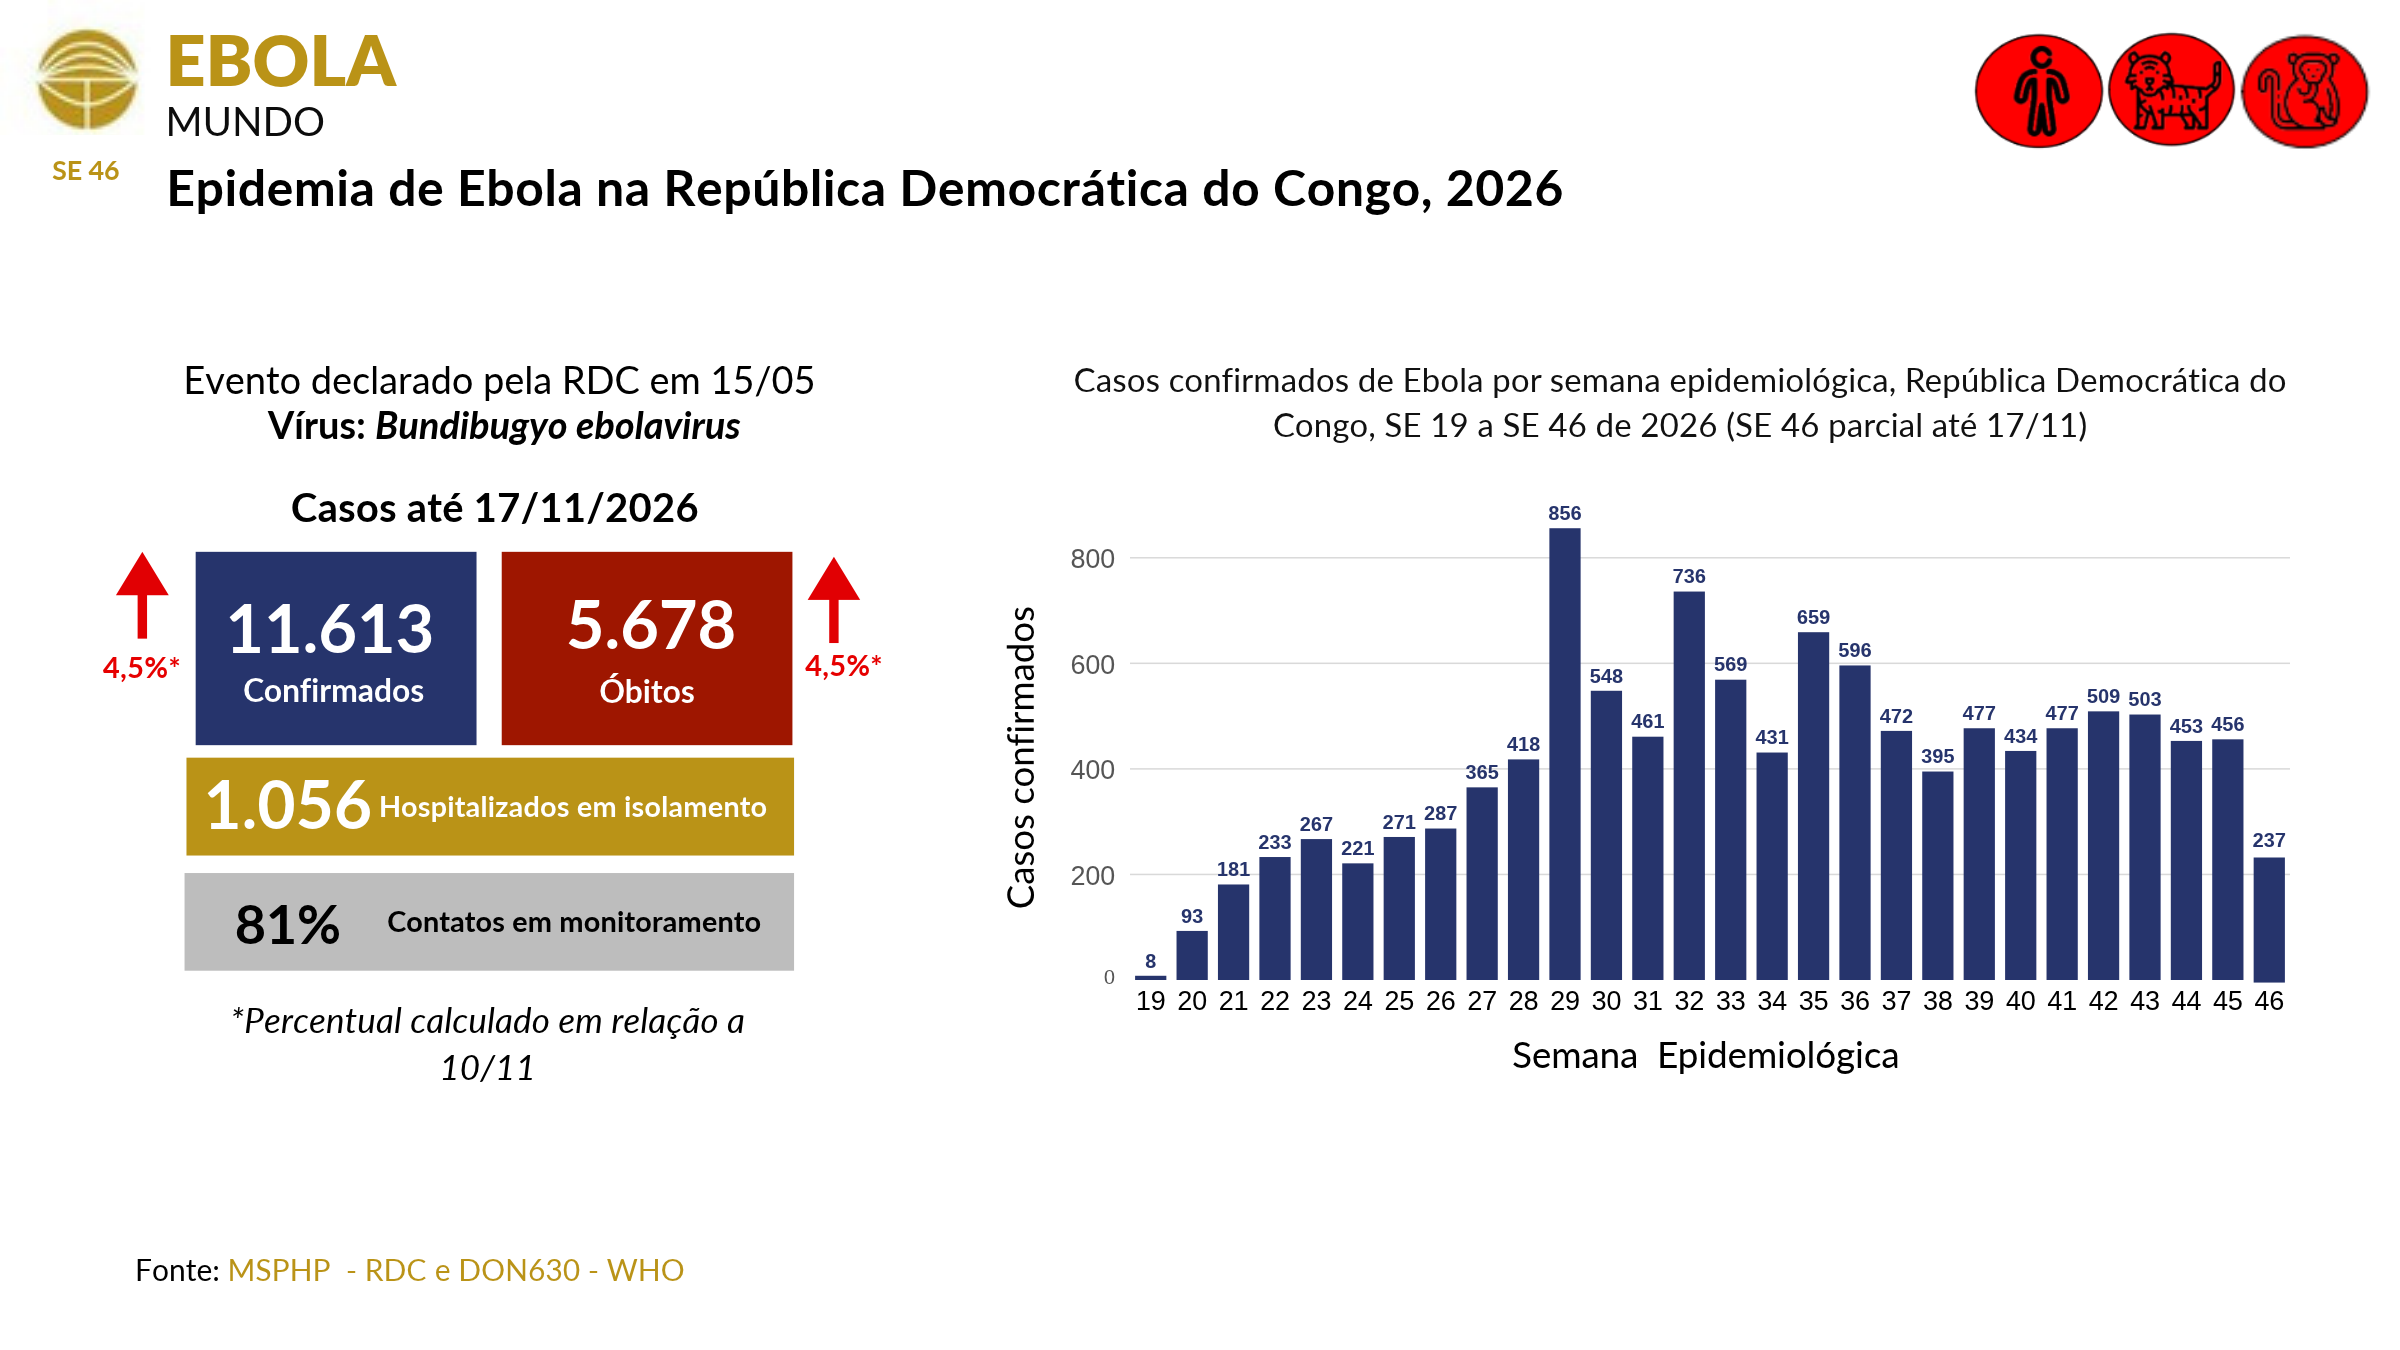 EBOLA
MUNDO
SE 46
Epidemia de Ebola na República Democrática do Congo, 2026
Evento declarado pela RDC em 15/05
Vírus: Bundibugyo ebolavirus
Casos até 17/11/2026
11.613
Confirmados
4,5%*
5.678
Óbitos
4,5%*
1.056 Hospitalizados em isolamento
81% Contatos em monitoramento
*Percentual calculado em relação a
10/11
Casos confirmados de Ebola por semana epidemiológica, República Democrática do
Congo, SE 19 a SE 46 de 2026 (SE 46 parcial até 17/11)
Casos confirmados
800
600
400
200
0
8 93 181 233 267 221 271 287 365 418 856 548 461 736 569 431 659 596 472 395 477 434 477 509 503 453 456 237
19 20 21 22 23 24 25 26 27 28 29 30 31 32 33 34 35 36 37 38 39 40 41 42 43 44 45 46
Semana  Epidemiológica
Fonte: MSPHP  - RDC e DON630 - WHO